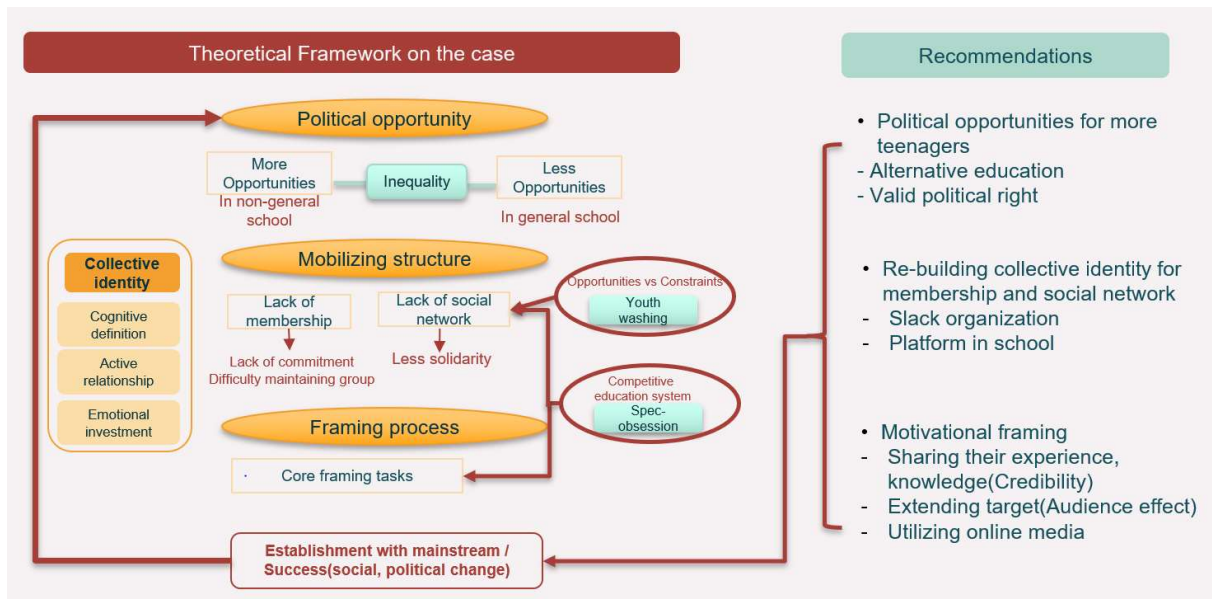 Theoretical Framework on the case
Political opportunity
More
Opportunities
In non-general
school
Inequality
Less
Opportunities
In general school
Collective
identity
Cognitive
definition
Active
relationship
Emotional
investment
Mobilizing structure
Lack of
membership
Lack of social
network
Lack of commitment
Difficulty maintaining group
Less solidarity
Opportunities vs Constraints
Youth
washing
Competitive
education system
Spec-
obsession
Framing process
· Core framing tasks
Establishment with mainstream /
Success(social, political change)
Recommendations
• Political opportunities for more
teenagers
- Alternative education
- Valid political right
• Re-building collective identity for
membership and social network
- Slack organization
- Platform in school
• Motivational framing
- Sharing their experience,
knowledge(Credibility)
- Extending target(Audience effect)
- Utilizing online media